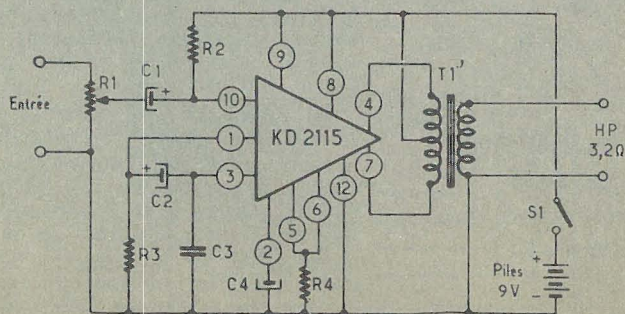 R2
9
8
T1
C1
+
R1
10
4
Entrée
1
KD 2115
HP
3,2Ω
+
3
7
C2
12
S1
6
5
2
R3
C3
C4
R4
+
Piles
9V
-